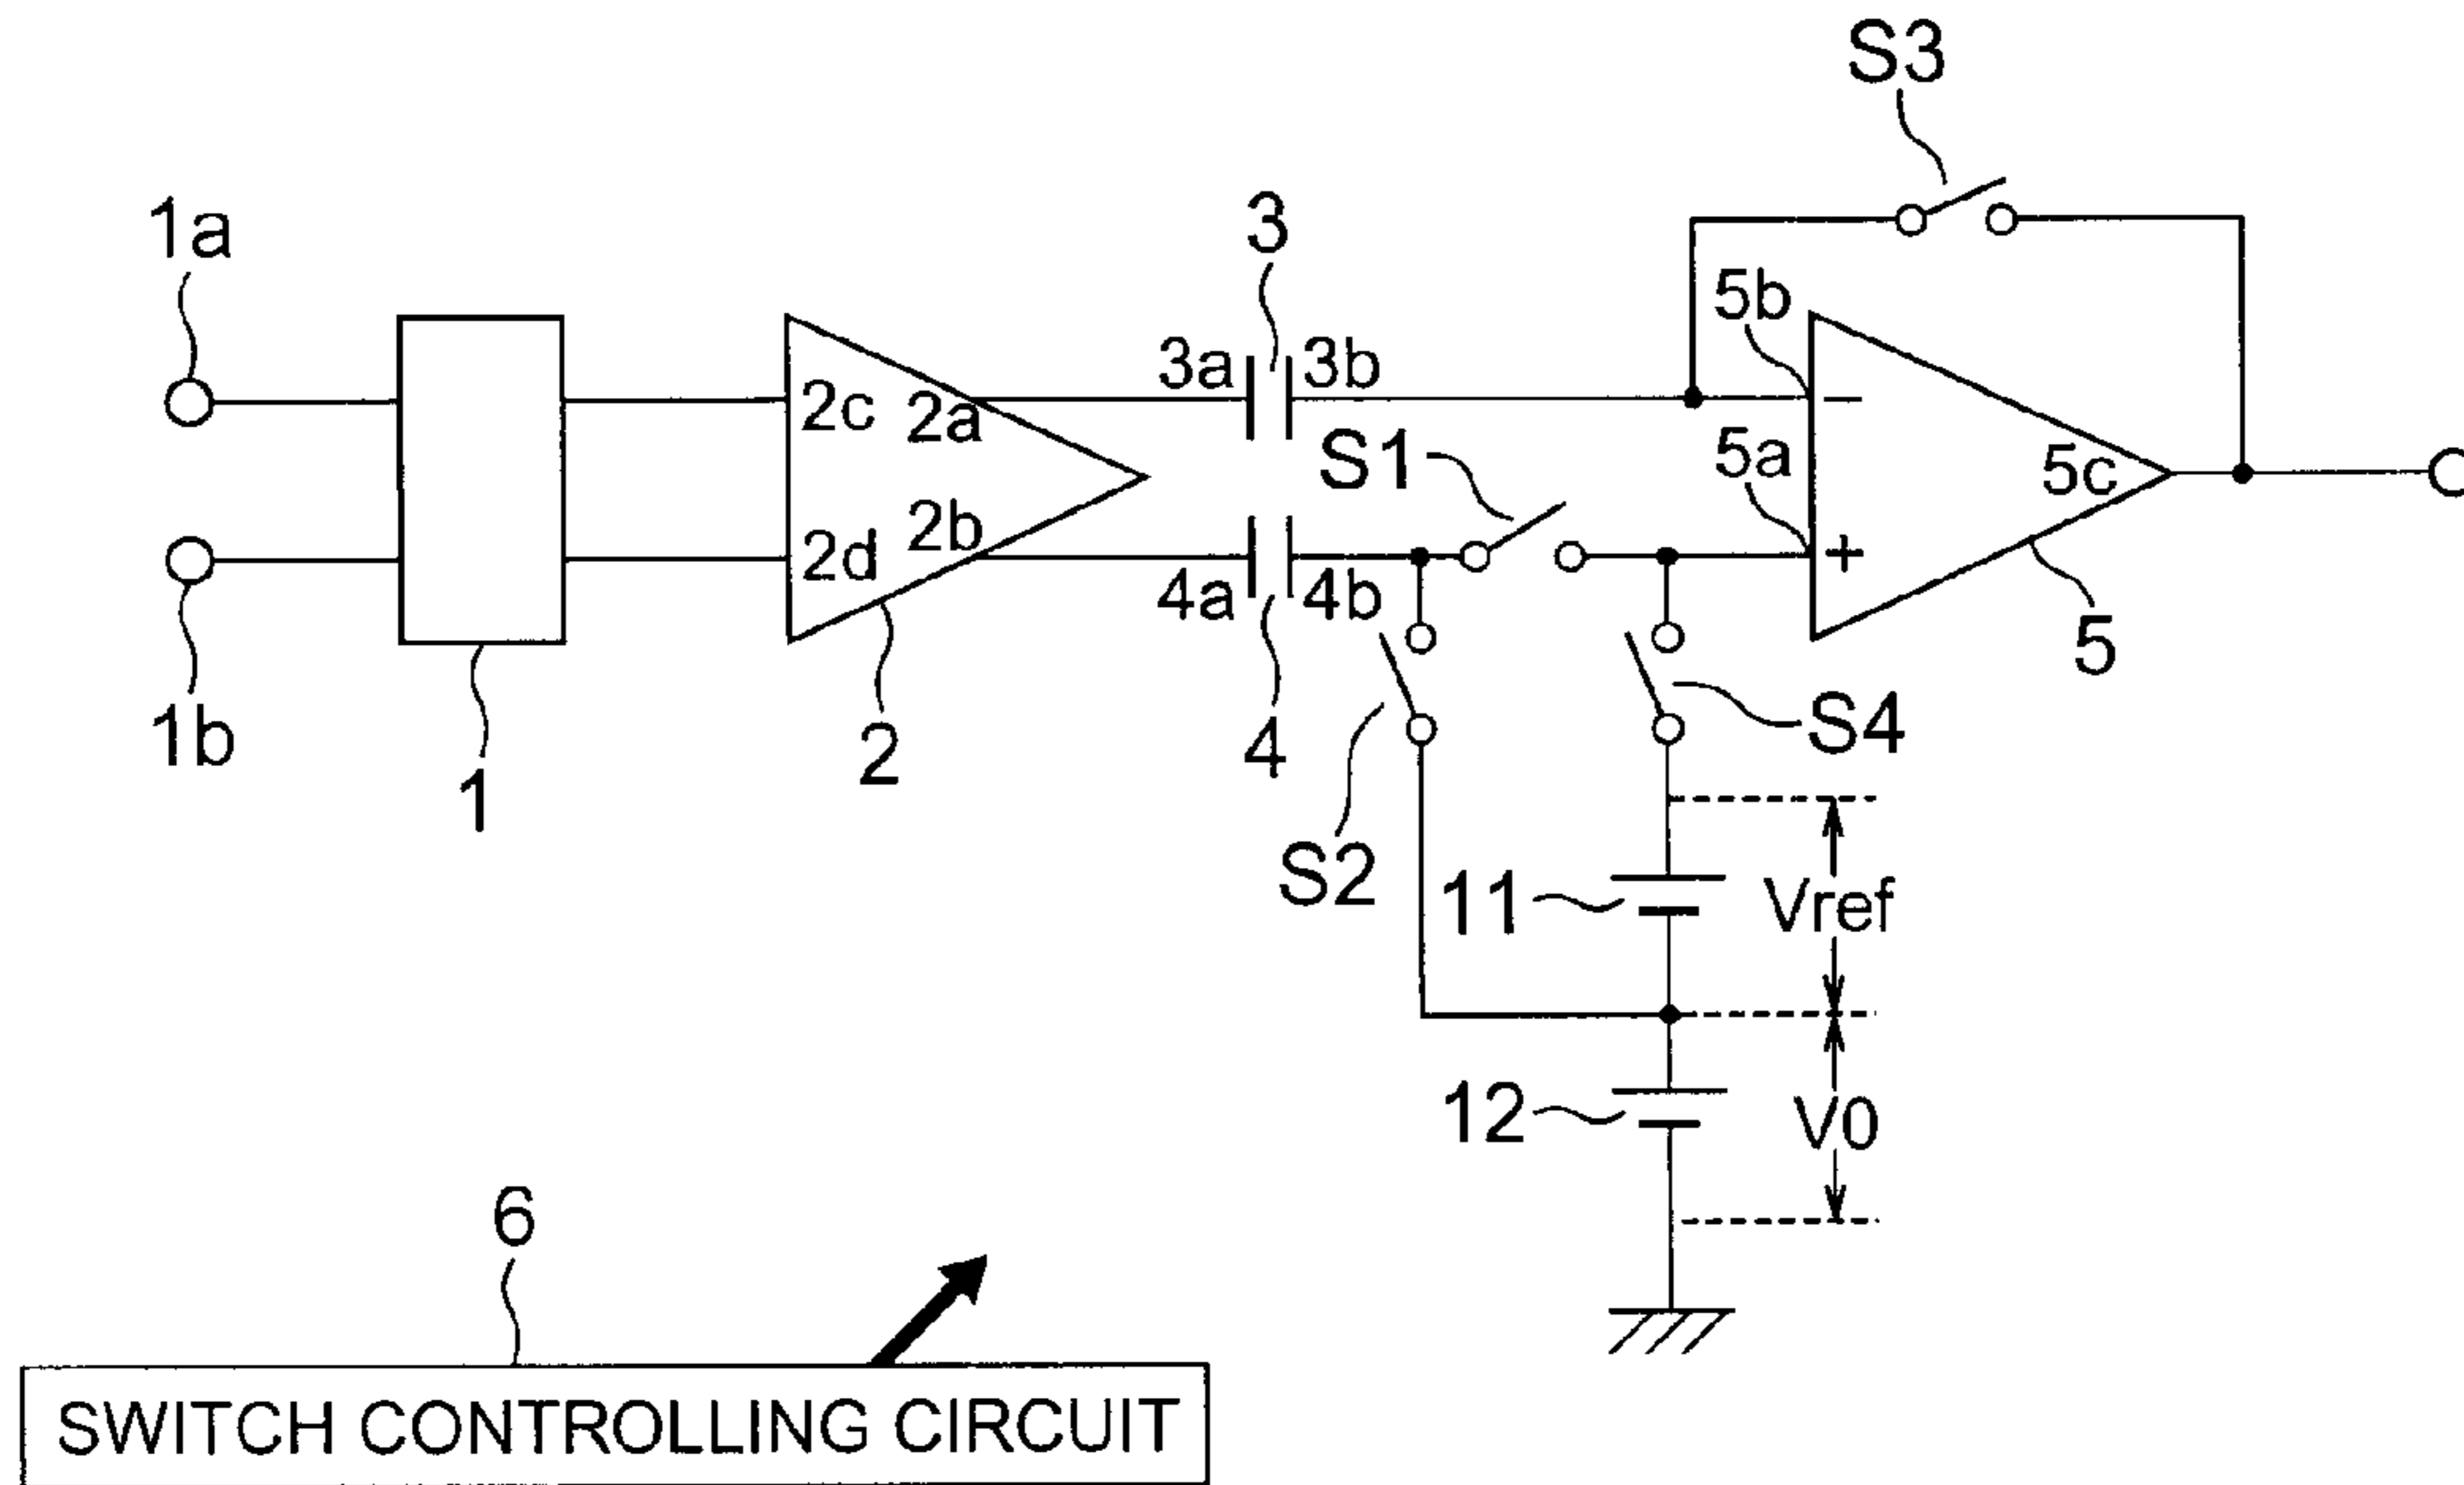 S3
1a
3
5b
3a
3b
2c
2a
S1
5a
5c
2b
2d
4a
4b
5
1b
1
2
4
S4
S2
11
Vref
12
V0
6
SWITCH CONTROLLING CIRCUIT
−
+